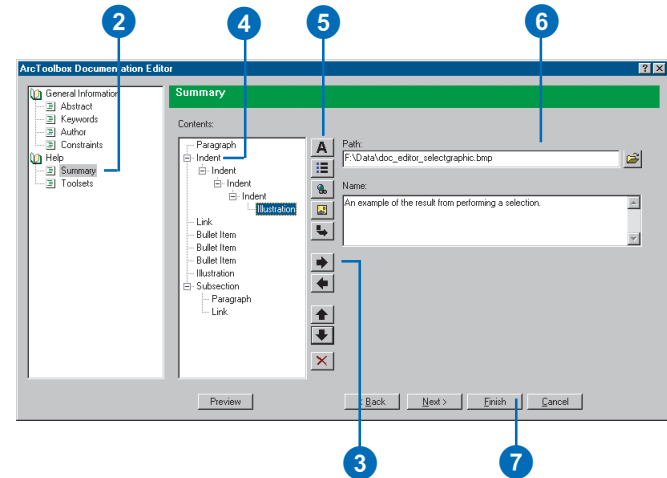 2
4
5
6
ArcToolbox Documentation Editor
General Information
Abstract
Keywords
Author
Constraints
Help
Summary
Toolsets
Summary
Contents:
Paragraph
Indent
Indent
Indent
Indent
Illustration
Link
Bullet Item
Bullet Item
Bullet Item
Illustration
Subsection
Paragraph
Link
A
Path:
F:\Data\doc_editor_selectgraphic.bmp
Name:
An example of the result from performing a selection.
Preview
< Back
Next >
Finish
Cancel
3
7